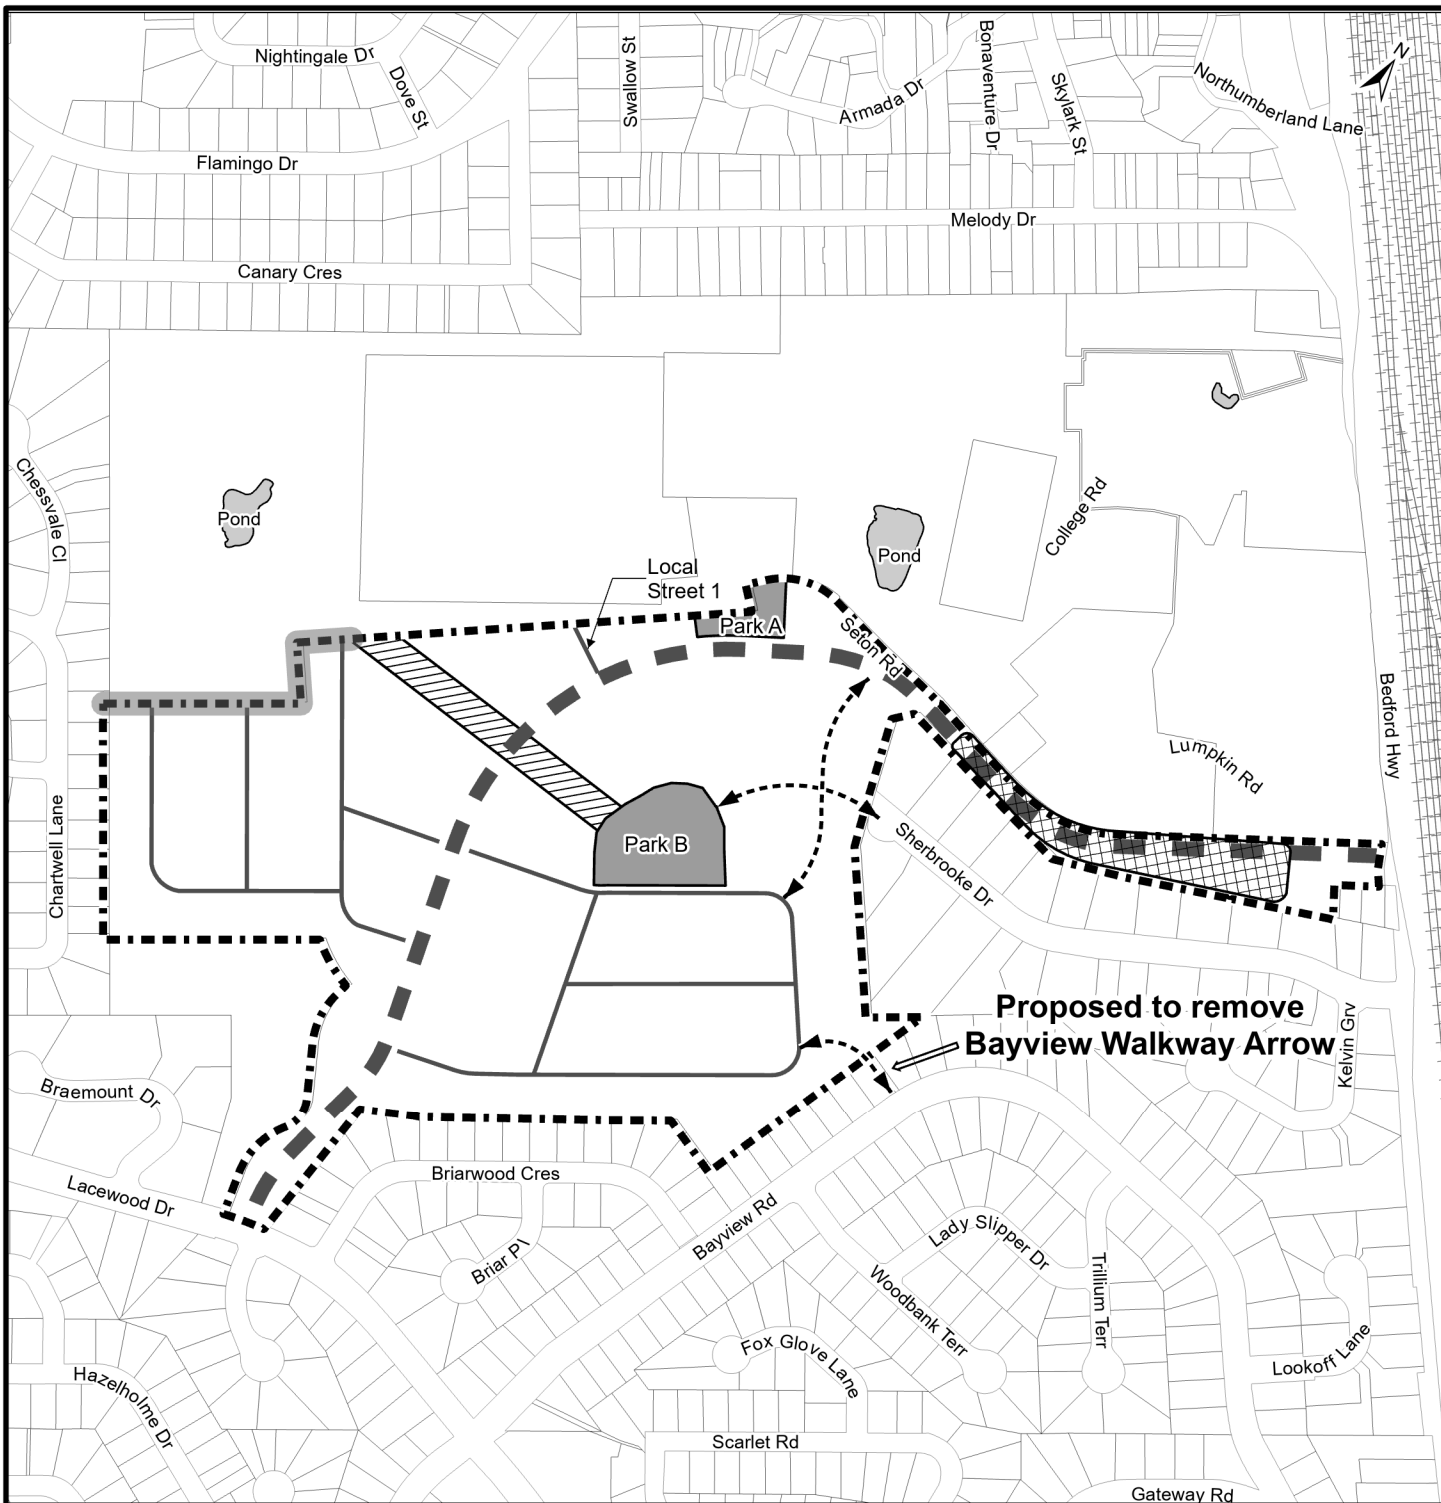 Nightingale Dr
Dove St
Swallow St
Armada Dr
Bonaventure Dr
Skylark St
Northumberland Lane
N
Flamingo Dr
Melody Dr
Canary Cres
Chessvale Cl
Pond
Pond
College Rd
Local
Street 1
Park A
Seton Rd
Bedford Hwy
Lumpkin Rd
Park B
Sherbrooke Dr
Chartwell Lane
Proposed to remove
Bayview Walkway Arrow
Kelvin Grv
Braemount Dr
Lacewood Dr
Briarwood Cres
Briar Pl
Bayview Rd
Lady Slipper Dr
Woodbank Terr
Trillium Terr
Fox Glove Lane
Lookoff Lane
Hazelholme Dr
Scarlet Rd
Gateway Rd